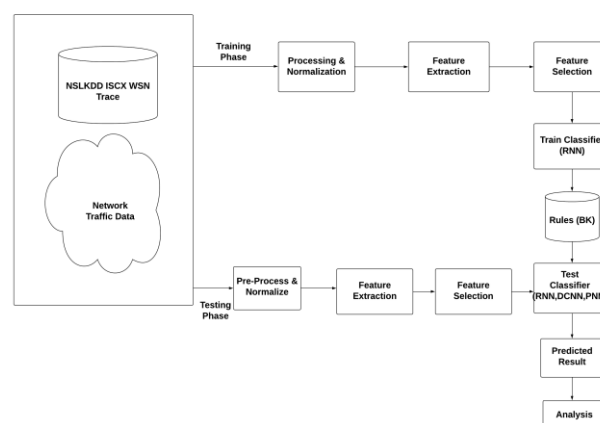 Training
Phase
Processing &
Normalization
Feature
Extraction
Feature
Selection
NSLKDD ISCX WSN
Trace
Train Classifie
(RNN)
Network
Traffic Data
Rules (BK)
Pre-Process &
Normalize
Feature
Extraction
Feature
Selection
Test
Classifier
(RNN,DCNN,PNN
Testing
Phase
Predicted
Result
Analysis